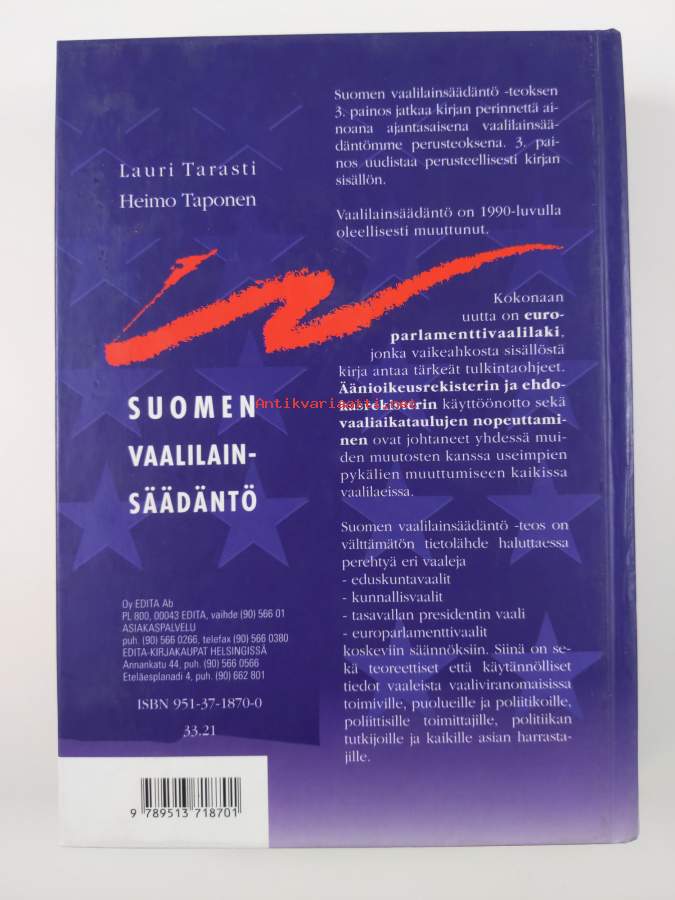 Lauri Tarasti
Heimo Taponen
SUOMEN
VAALILAIN-
SÄÄDÄNTÖ
Oy EDITA Ab
PL 800, 00043 EDITA, vaihde (90) 566 01
ASIAKASPALVELU
puh. (90) 566 0266, telefax (90) 566 0380
EDITA-KIRJAKAUPAT HELSINGISSÄ
Annankatu 44, puh. (90) 566 0566
Eteläesplanadi 4, puh. (90) 662 801
ISBN 951-37-1870-0
33.21
9 789513 718701
Suomen vaalilainsäädäntö -teoksen
3. painos jatkaa kirjan perinnettä ai-
noana ajantasaisena vaalilainsää-
däntömme perusteoksena. 3. pai-
nos uudistaa perusteellisesti kirjan
sisällön.
Vaalilainsäädäntö on 1990-luvulla
oleellisesti muuttunut.
Kokonaan
uutta on euro-
parlamenttivaalilaki,
jonka vaikeahkosta sisällöstä
kirja antaa tärkeät tulkintaohjeet.
Äänioikeusrekisterin ja ehdo-
kasrekisterin käyttöönotto sekä
vaaliaikataulujen nopeuttami-
nen ovat johtaneet yhdessä mui-
den muutosten kanssa useimpien
pykälien muuttumiseen kaikissa
vaalilaeissa.
Suomen vaalilainsäädäntö -teos on
välttämätön tietolähde haluttaessa
perehtyä eri vaaleja
- eduskuntavaalit
- kunnallisvaalit
- tasavallan presidentin vaali
- europarlamenttivaalit
koskeviin säännöksiin. Siinä on se-
kä teoreettiset että käytännölliset
tiedot vaaleista vaaliviranomaisissa
toimiville, puolueille ja poliitikoille,
poliittisille toimittajille, politiikan
tutkijoille ja kaikille asian harrasta-
jille.
Antikvariaatti.net